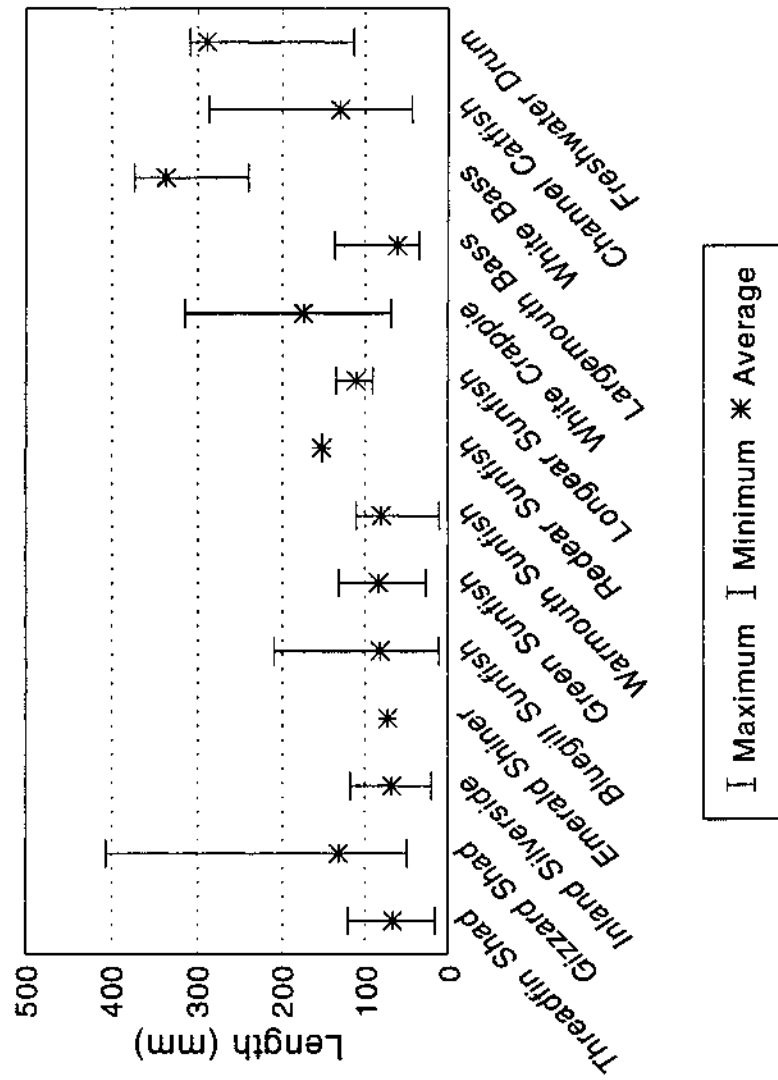 Length (mm)
500
400
300
200
100
0
Threadfin Shad
Gizzard Shad
Inland Silverside
Emerald Shiner
Bluegill Sunfish
Green Sunfish
Warmouth Sunfish
Redear Sunfish
Longear Sunfish
White Crappie
Largemouth Bass
White Bass
Channel Catfish
Freshwater Drum
Maximum Minimum Average